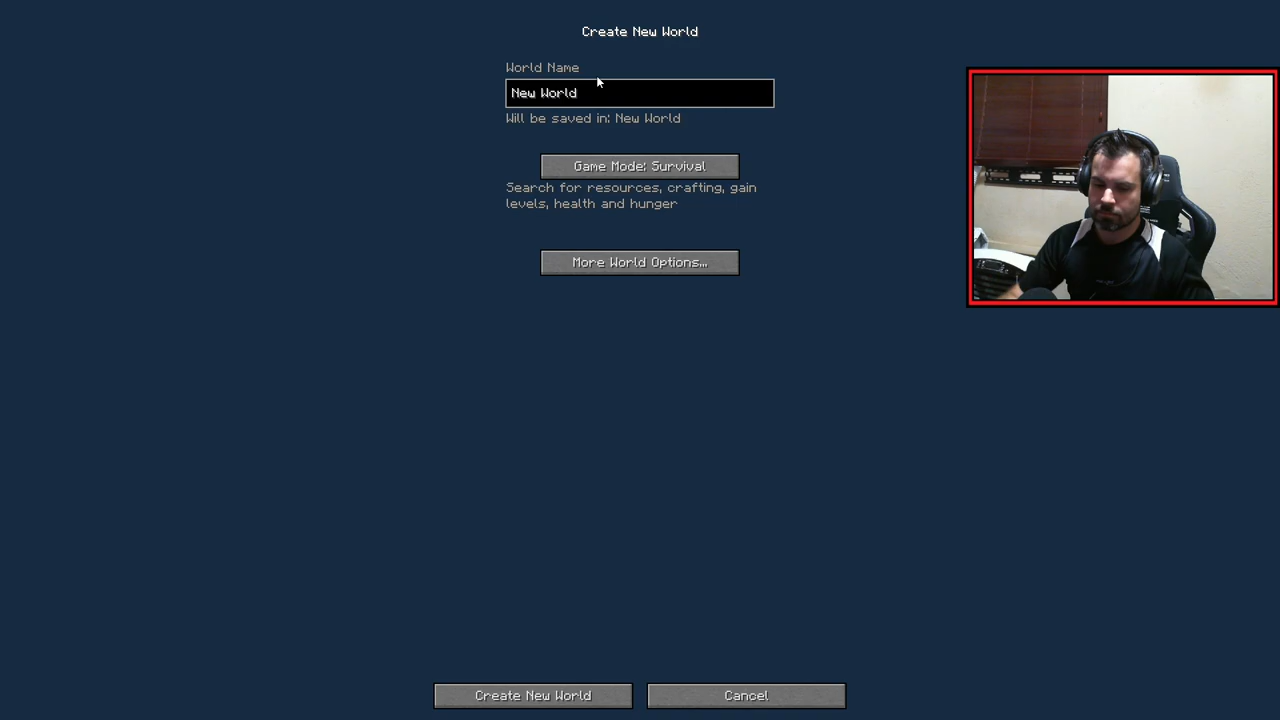 Create New World
World Name
New World
Will be saved in: New World
Game Mode: Survival
Search for resources, crafting, gain
levels, health and hunger
More World Options...
Create New World
Cancel